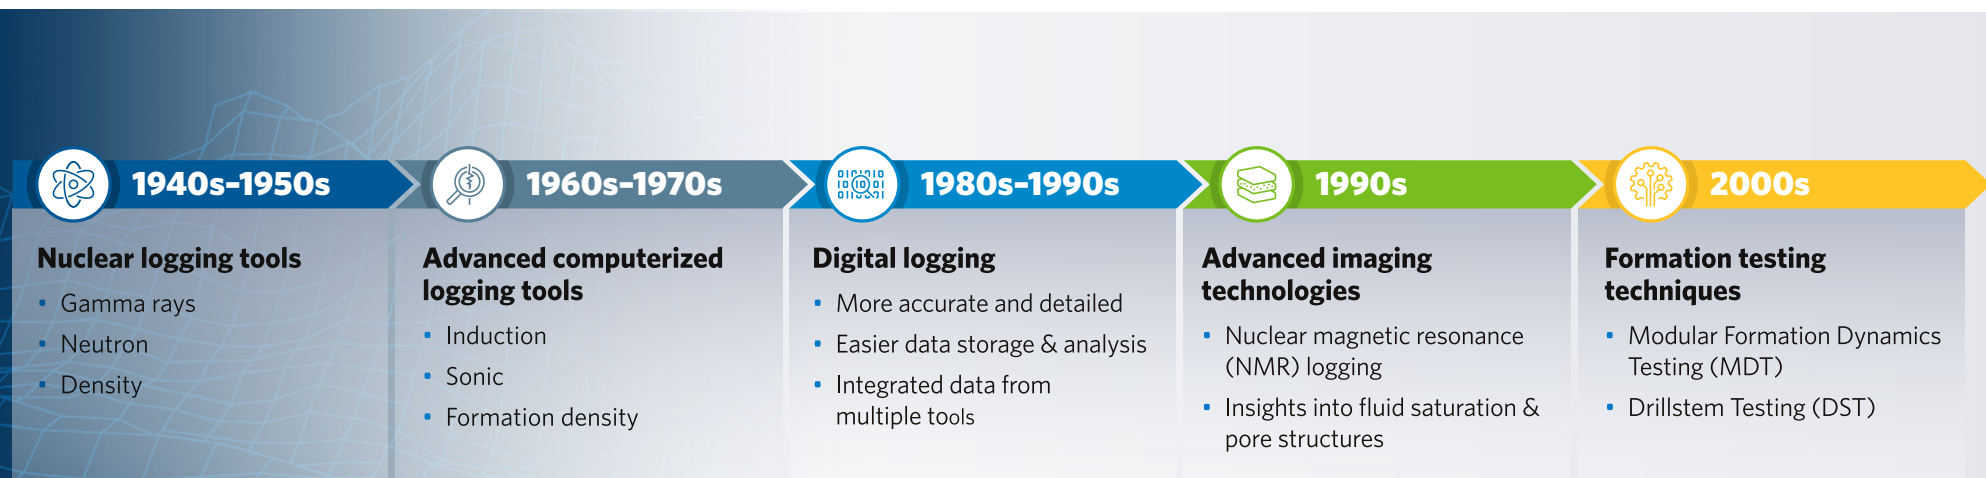 1940s–1950s
Nuclear logging tools
• Gamma rays
• Neutron
• Density
1960s–1970s
Advanced computerized
logging tools
• Induction
• Sonic
• Formation density
1980s–1990s
Digital logging
• More accurate and detailed
• Easier data storage & analysis
• Integrated data from
multiple tools
1990s
Advanced imaging
technologies
• Nuclear magnetic resonance
(NMR) logging
• Insights into fluid saturation &
pore structures
2000s
Formation testing
techniques
• Modular Formation Dynamics
Testing (MDT)
• Drillstem Testing (DST)